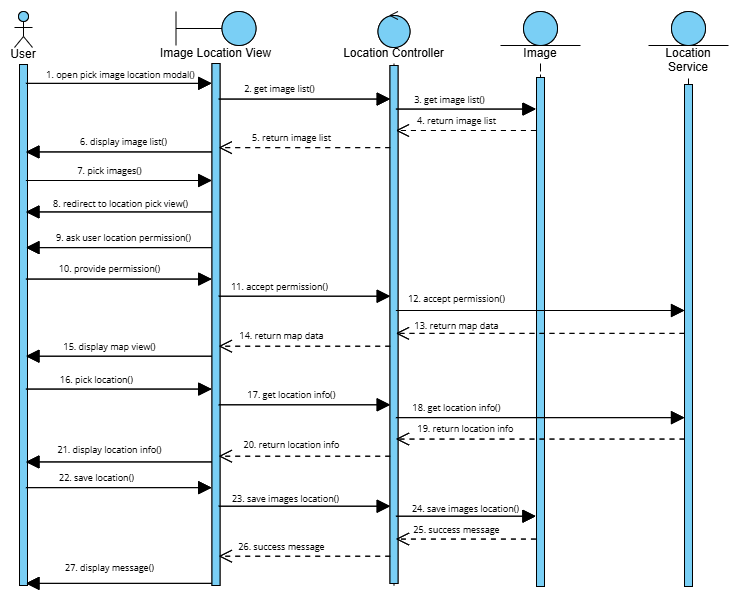 User
Image Location View
Location Controller
Image
Location
Service
1. open pick image location modal()
2. get image list()
3. get image list()
4. return image list
5. return image list
6. display image list()
7. pick images()
8. redirect to location pick view()
9. ask user location permission()
10. provide permission()
11. accept permission()
12. accept permission()
13. return map data
14. return map data
15. display map view()
16. pick location()
17. get location info()
18. get location info()
19. return location info
20. return location info
21. display location info()
22. save location()
23. save images location()
24. save images location()
25. success message
26. success message
27. display message()